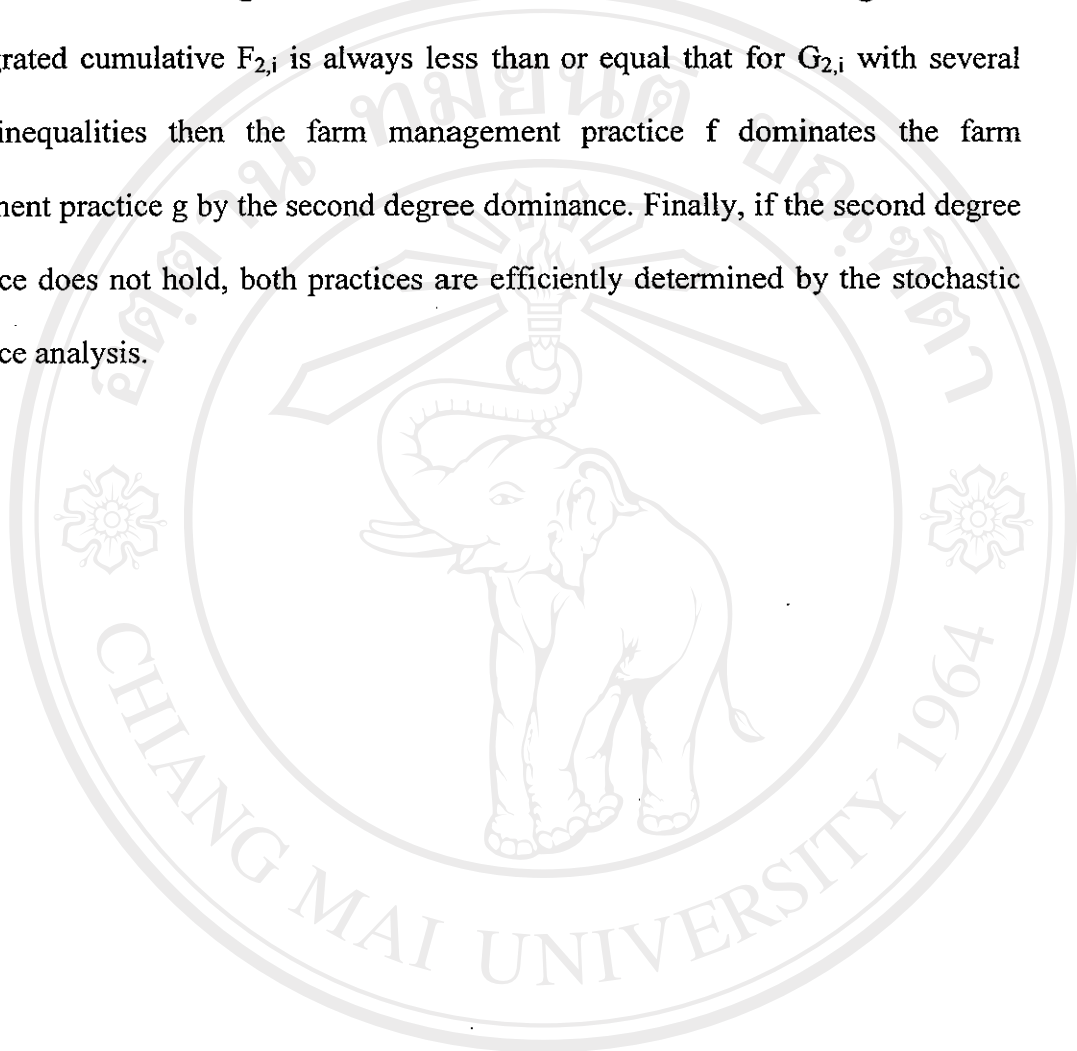 grated cumulative F2,i is always less than or equal that for G2,i with several
inequalities then the farm management practice f dominates the farm
ment practice g by the second degree dominance. Finally, if the second degree
ce does not hold, both practices are efficiently determined by the stochastic
ce analysis.
CHIANG MAI UNIVERSITY 1964